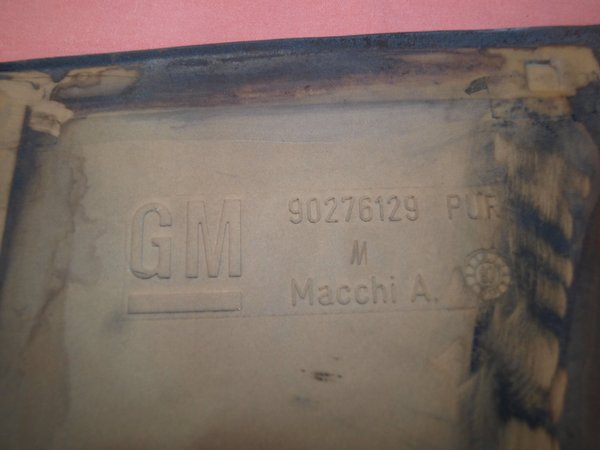 GM
90276129 PUR
M
Macchi A.